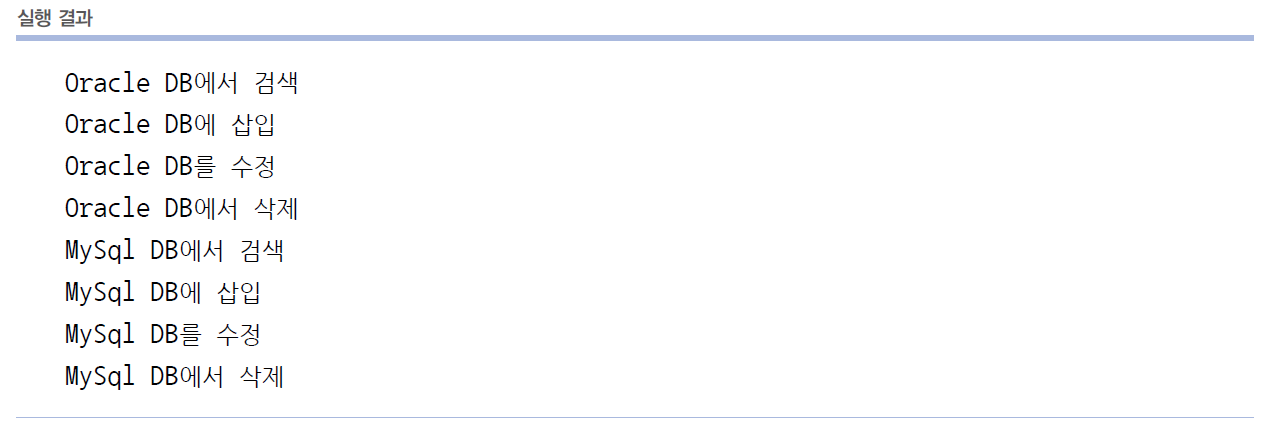 실행 결과
Oracle DB에서 검색
Oracle DB에 삽입
Oracle DB를 수정
Oracle DB에서 삭제
MySql DB에서 검색
MySql DB에 삽입
MySql DB를 수정
MySql DB에서 삭제